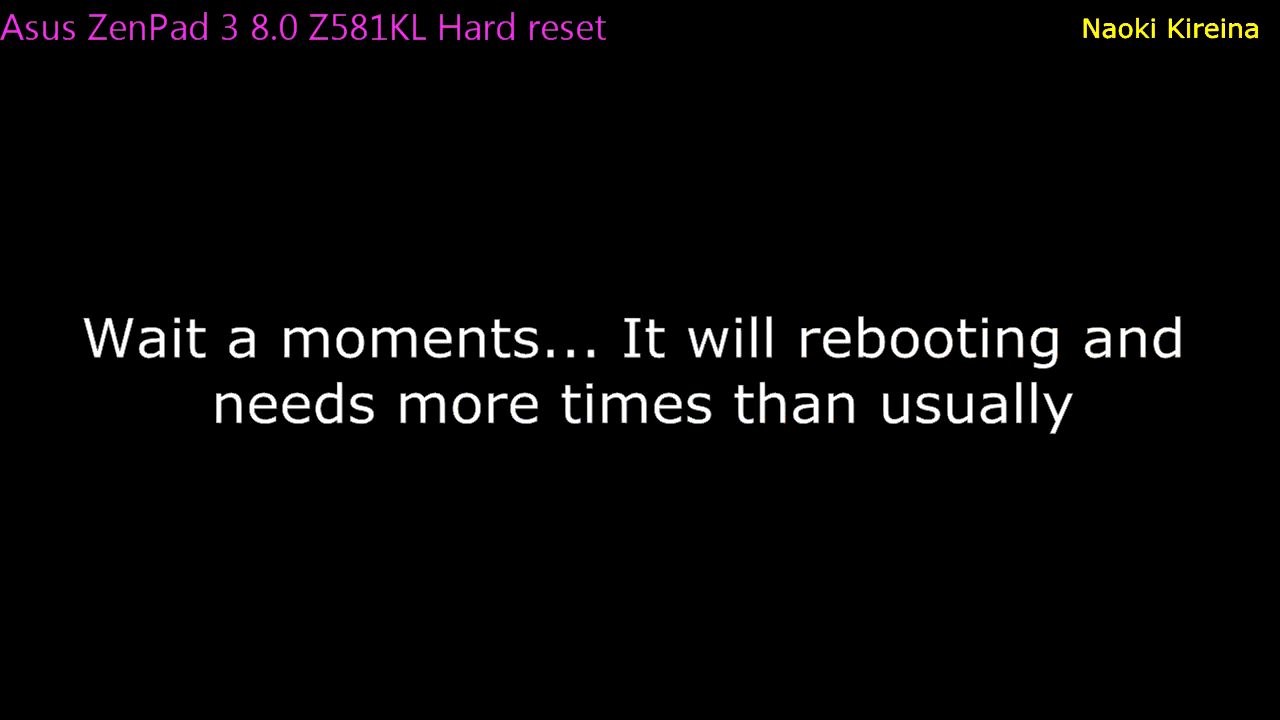 Asus ZenPad 3 8.0 Z581KL Hard reset
Naoki Kireina
Wait a moments... It will rebooting and
needs more times than usually